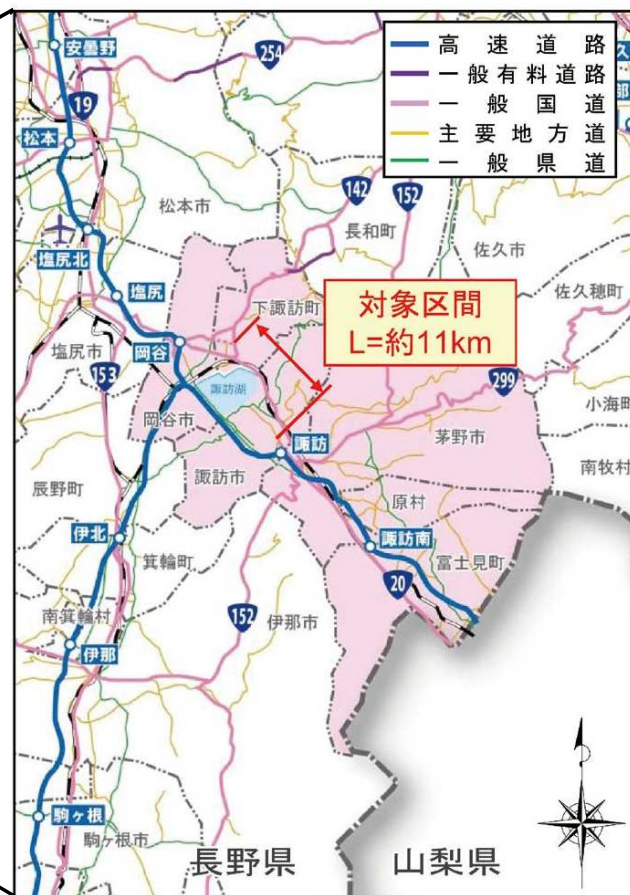 高速道路
一般有料道路
一般国道
主要地方道
一般県道
安曇野
254
19
松本
松本市
142
152
長和町
佐久市
塩尻北
塩尻
下諏訪町
佐久穂町
対象区間
L=約11km
岡谷
塩尻市
153
諏訪湖
299
小海町
岡谷市
茅野市
諏訪
南牧村
諏訪市
辰野町
原村
伊北
諏訪南
箕輪町
富士見町
20
152
伊那市
南箕輪村
伊那
駒ヶ根
駒ヶ根市
長野県
山梨県